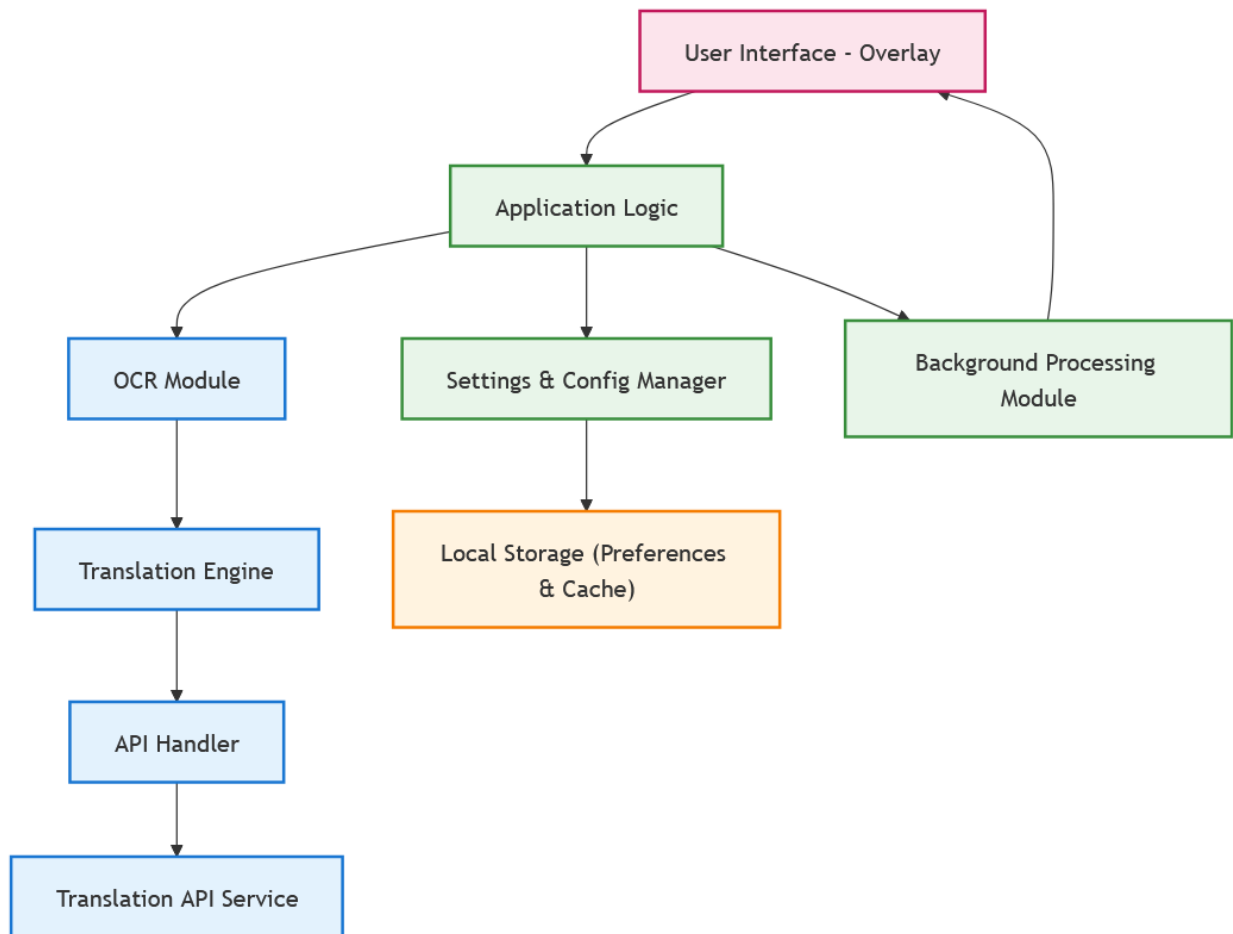 User Interface - Overlay
Application Logic
OCR Module
Settings & Config Manager
Background Processing
Module
Translation Engine
Local Storage (Preferences
& Cache)
API Handler
Translation API Service